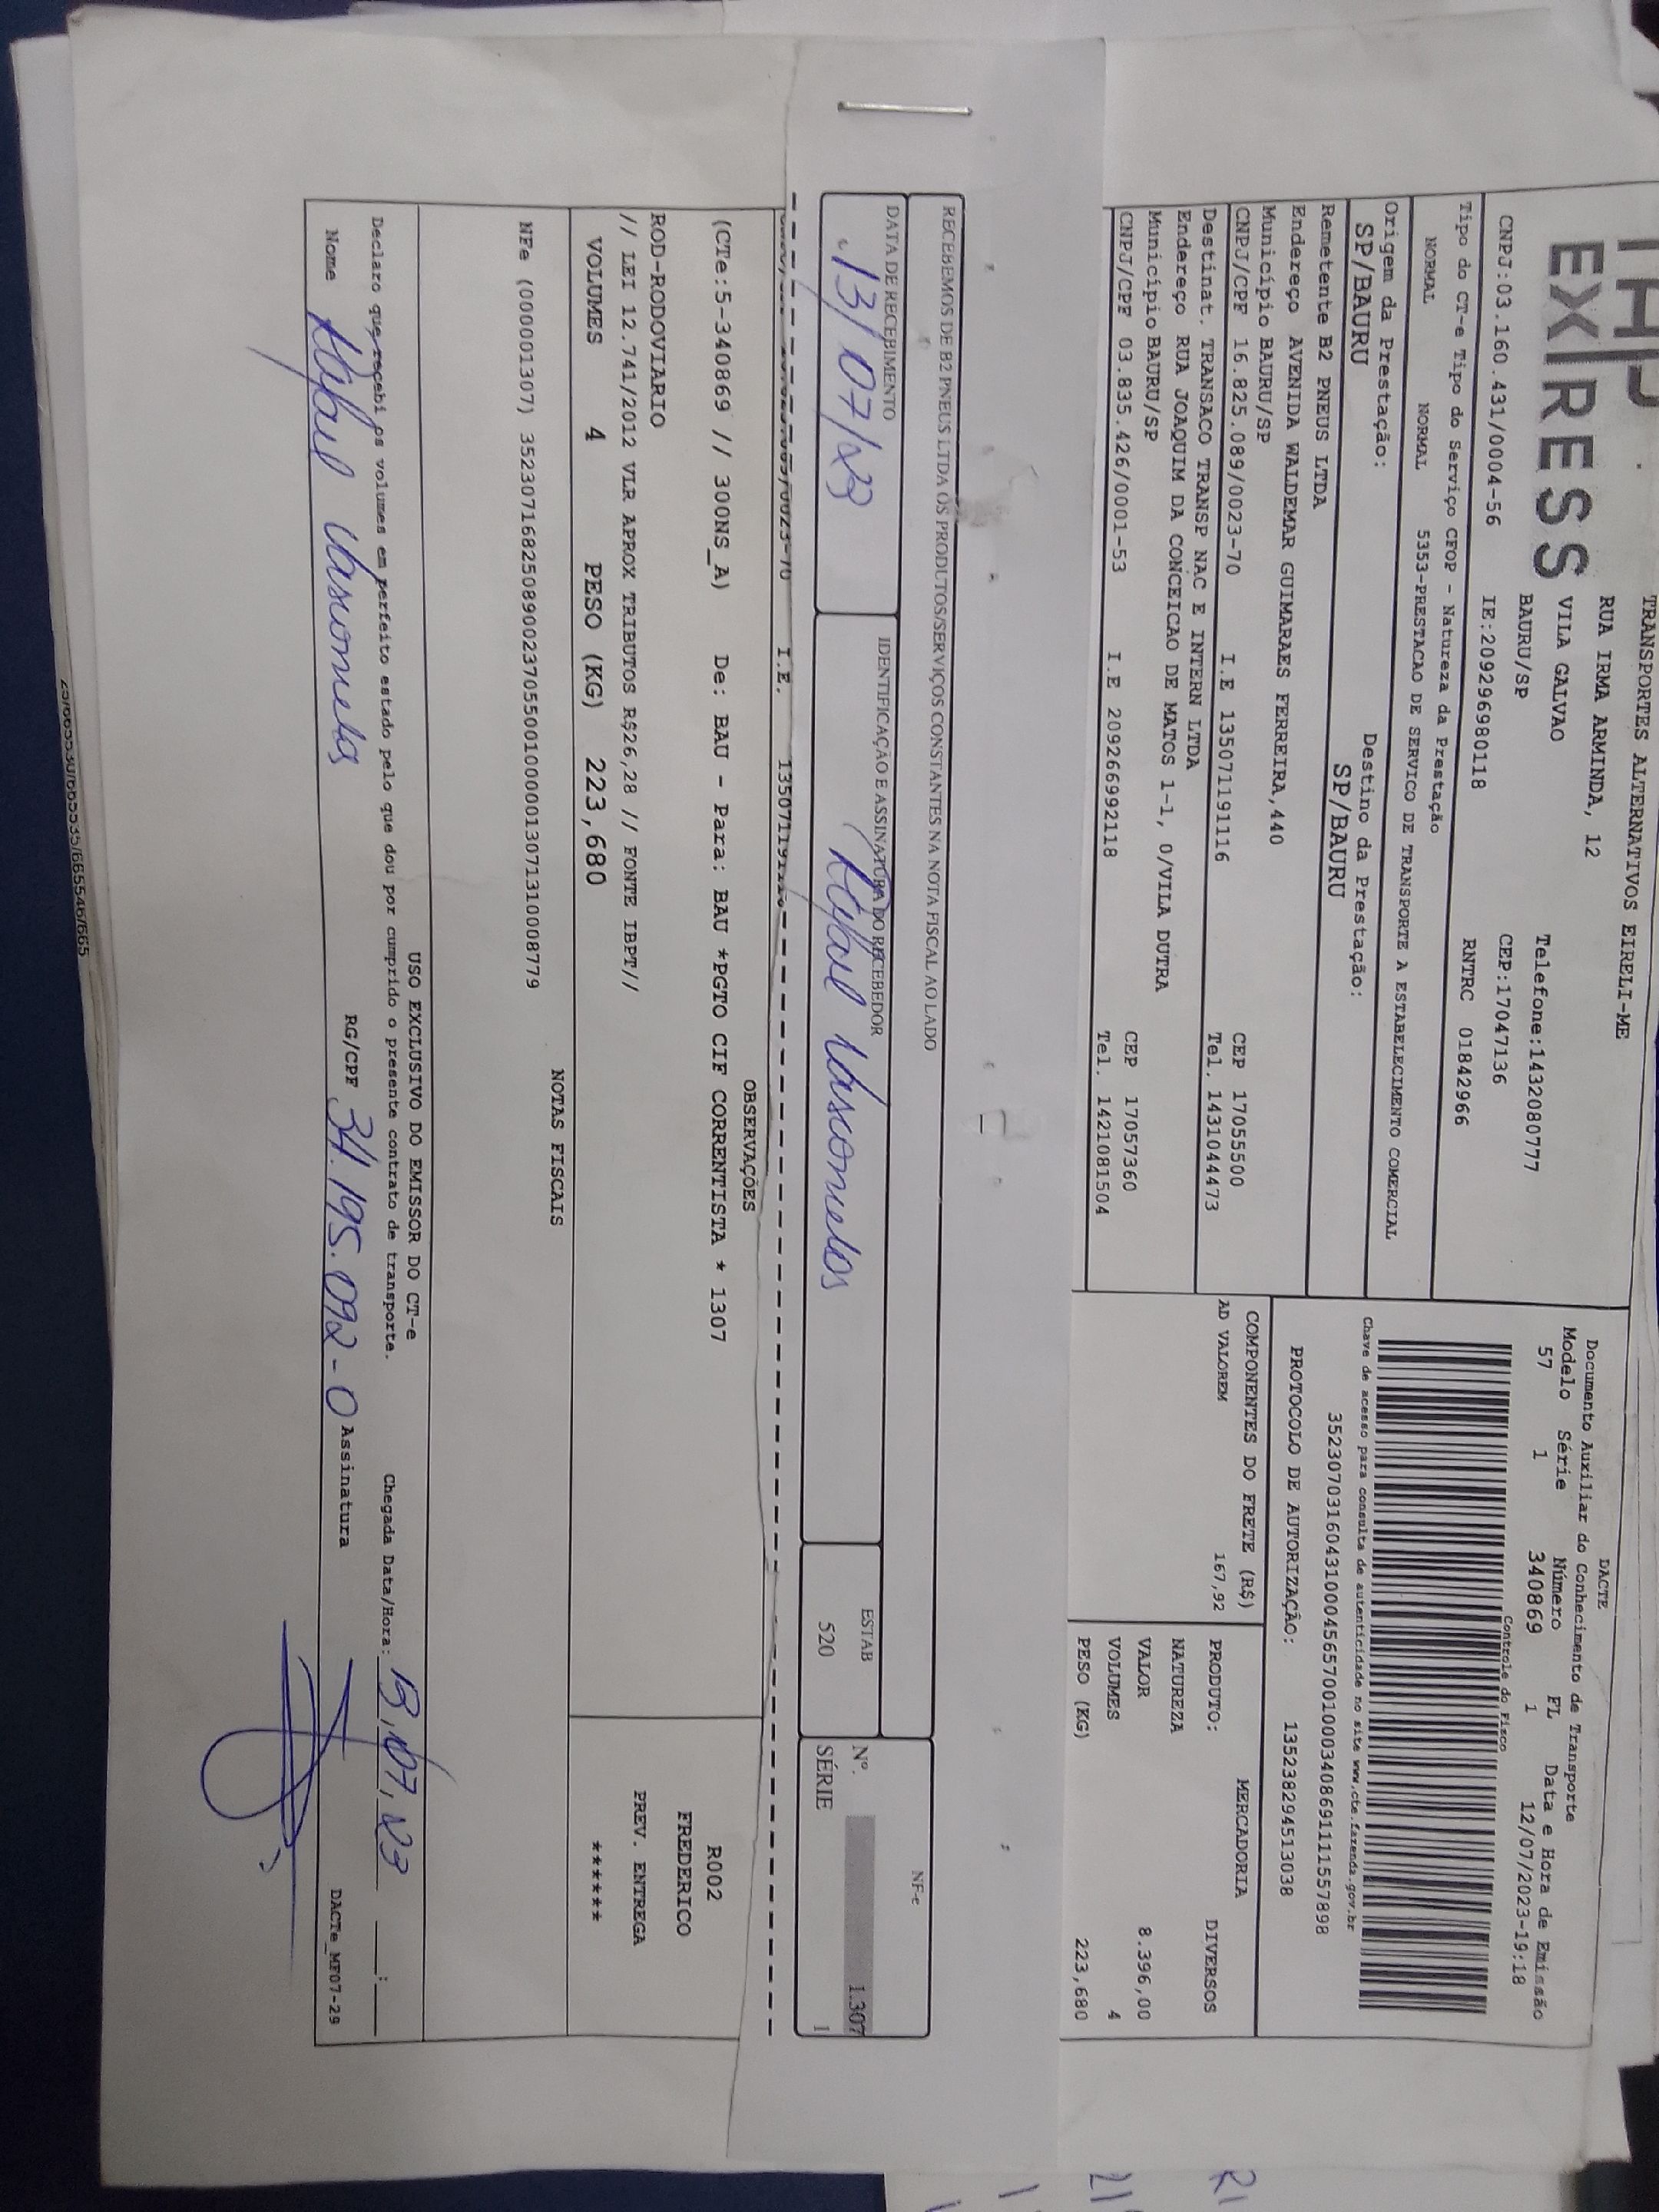 EXPRESS
TRANSPORTES ALTERNATIVOS EIRELI-ME
RUA IRMA ARMINDA, 12
VILA GALVAO Telefone:1432080777
BAURU/SP CEP:17047136
CNPJ:03.160.431/0004-56 IE:209296980118 RNTRC 01842966
Tipo do CT-e Tipo do Serviço CFOP - Natureza da Prestação
NORMAL NORMAL 5353-PRESTACAO DE SERVICO DE TRANSPORTE A ESTABELECIMENTO COMERCIAL
Origem da Prestação: Destino da Prestação:
SP/BAURU SP/BAURU
Remetente B2 PNEUS LTDA
Endereço AVENIDA WALDEMAR GUIMARAES FERREIRA,440
Município BAURU/SP CEP 17055500
CNPJ/CPF 16.825.089/0023-70 I.E 135071191116 Tel. 1431044473
Destinat. TRANSACO TRANSP NAC E INTERN LTDA
Endereço RUA JOAQUIM DA CONCEICAO DE MATOS 1-1, 0/VILA DUTRA
Município BAURU/SP CEP 17057360
CNPJ/CPF 03.835.426/0001-53 I.E 209266992118 Tel. 1421081504
DACTE
Documento Auxiliar do Conhecimento de Transporte
Modelo Série Número FL Data e Hora de Emissão
57 1 340869 1 12/07/2023-19:18
Controle do Fisco
Chave de acesso para consulta de autenticidade no site www.cte.fazenda.gov.br
35230703160431000456570010003408691111557898
PROTOCOLO DE AUTORIZAÇÃO: 135238294513038
COMPONENTES DO FRETE (R$)
AD VALOREM 167,92
MERCADORIA
PRODUTO: DIVERSOS
NATUREZA
VALOR 8.396,00
VOLUMES 4
PESO (KG) 223,680
RECEBEMOS DE B2 PNEUS LTDA OS PRODUTOS/SERVIÇOS CONSTANTES NA NOTA FISCAL AO LADO
DATA DE RECEBIMENTO IDENTIFICAÇÃO E ASSINATURA DO RECEBEDOR ESTAB
13/07/23 Vasconcelos 520
NF-e
Nº. 1.307
SÉRIE 1
I.E.
OBSERVAÇÕES
(CTe:5-340869 // 300NS_A) De: BAU - Para: BAU *PGTO CIF CORRENTISTA * 1307
ROD-RODOVIARIO
// LEI 12.741/2012 VLR APROX TRIBUTOS R$26,28 // FONTE IBPT//
VOLUMES 4 PESO (KG) 223,680
R002
FREDERICO
PREV. ENTREGA
******
NOTAS FISCAIS
NFe (000001307) 35230716825089002370550010000013071310008779
USO EXCLUSIVO DO EMISSOR DO CT-e
Declaro que recebi os volumes em perfeito estado pelo que dou por cumprido o presente contrato de transporte. Chegada Data/Hora: 13,07,23 __:__
Nome Vasconcelos RG/CPF 34.195.092-0 Assinatura
DACTe_MF07-29